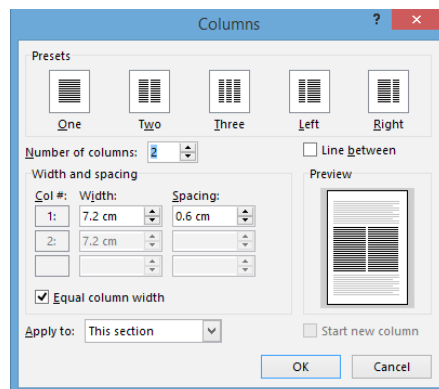 Columns ?
Presets
One Two Three Left Right
Number of columns: 2 Line between
Width and spacing Preview
Col #: Width: Spacing:
1: 7.2 cm 0.6 cm
2: 7.2 cm
Equal column width
Apply to: This section Start new column
OK Cancel